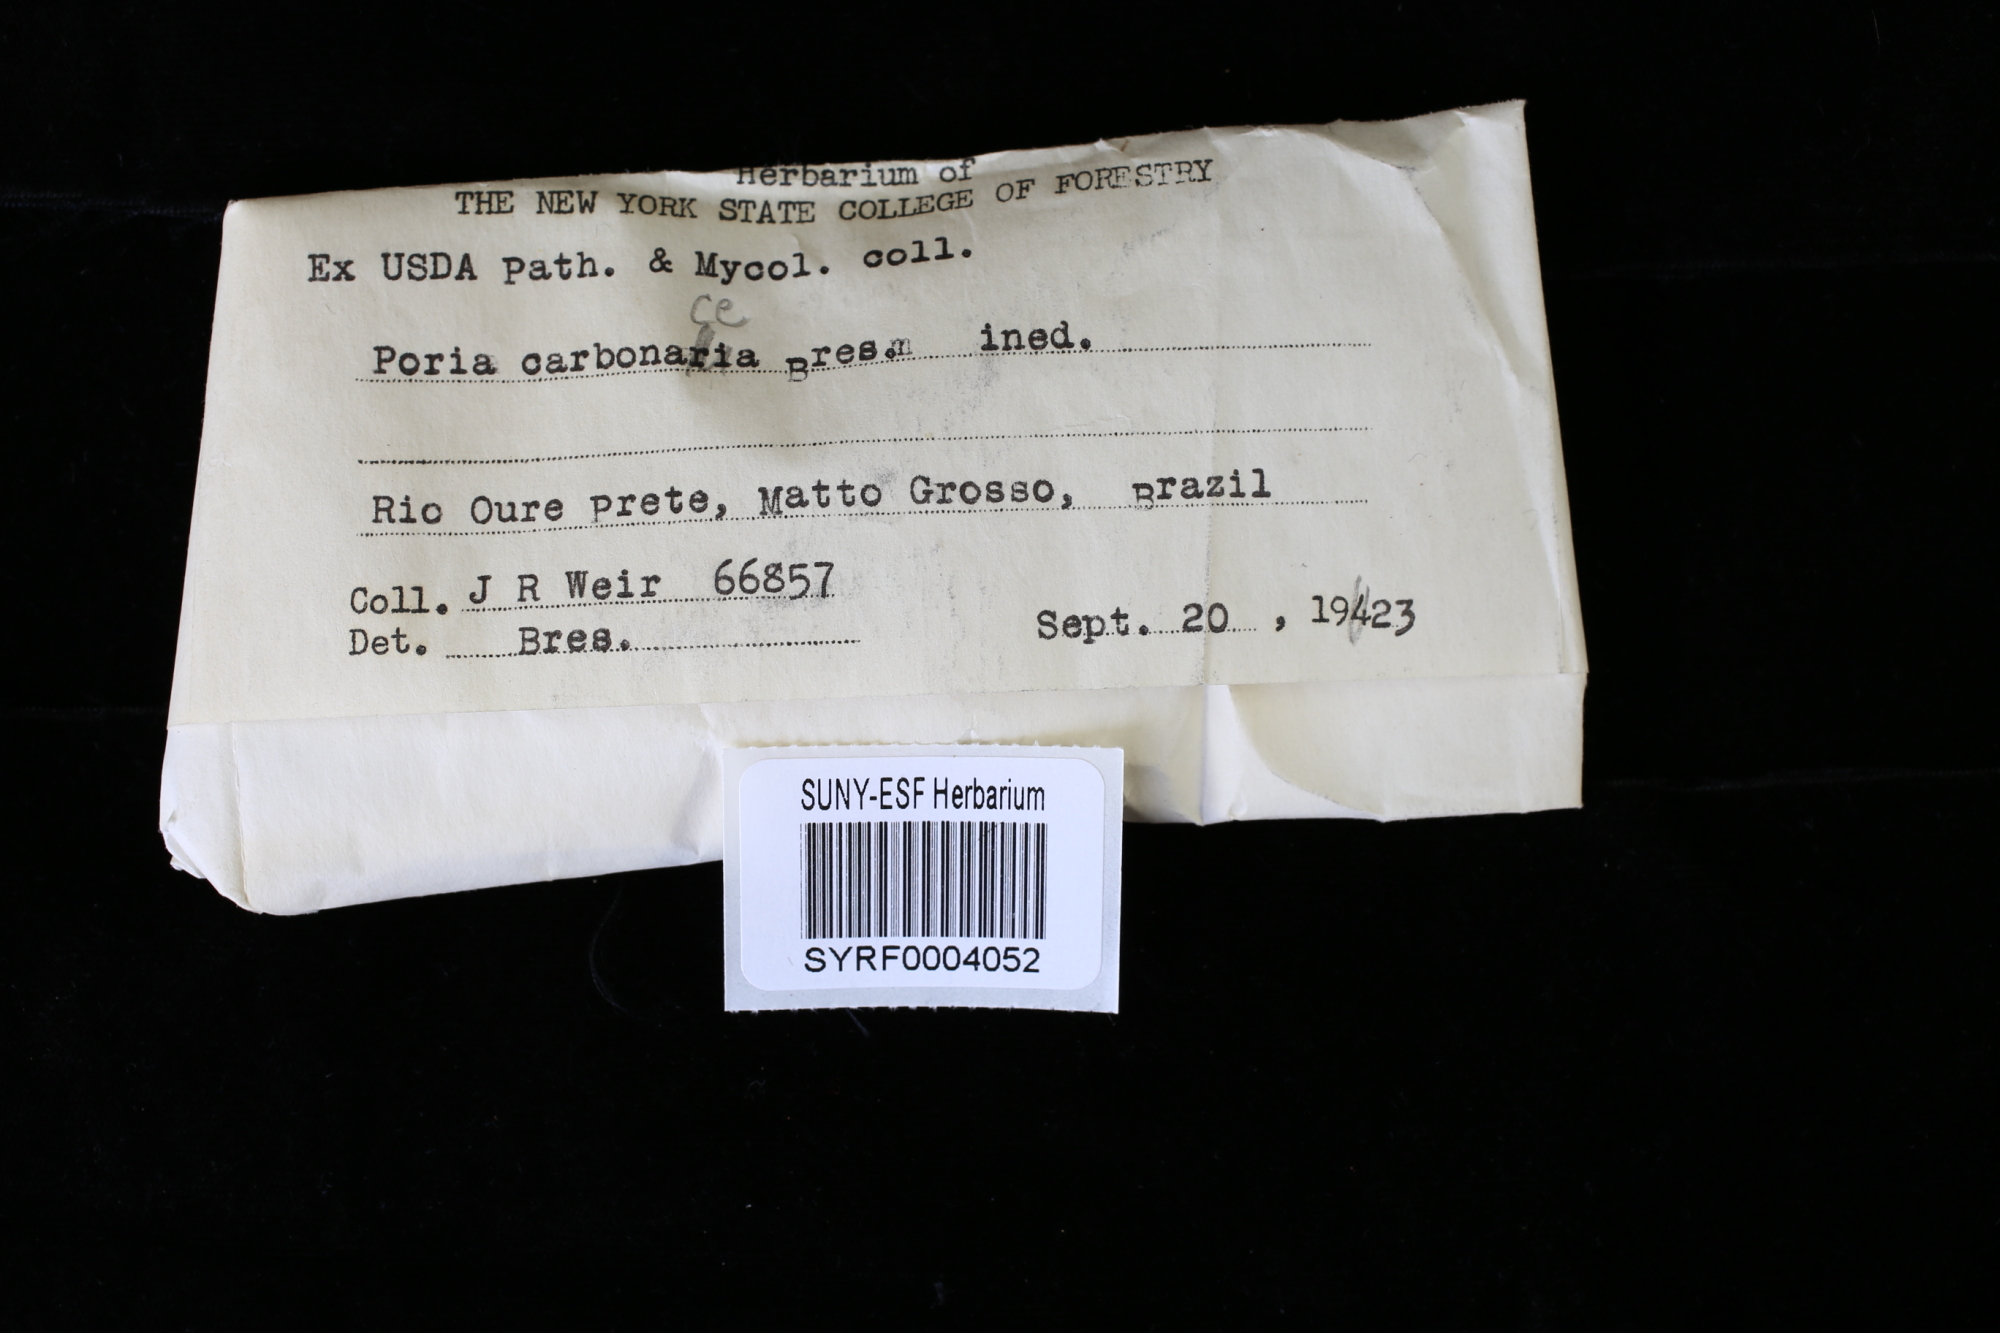 Herbarium of
THE NEW YORK STATE COLLEGE OF FORESTRY
Ex USDA Path. & Mycol. coll.
ce
Poria carbonaria Bres. ined.
Rio Oure Prete, Matto Grosso, Brazil
Coll. J R Weir 66857
Det. Bres.
Sept. 20, 1923
SUNY-ESF Herbarium
SYRF0004052